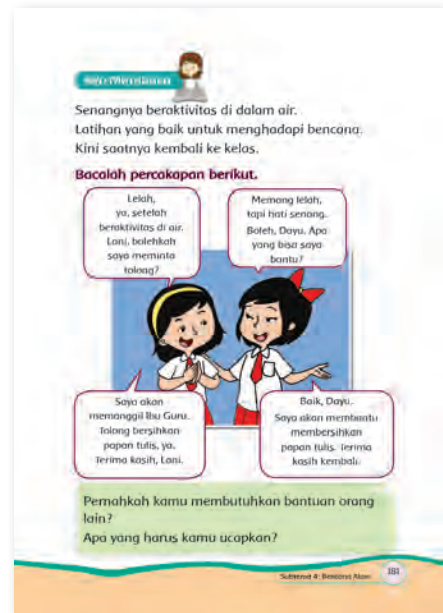 Senangnya beraktivitas di dalam air.
Latihan yang baik untuk menghadapi bencana.
Kini saatnya kembali ke kelas.
Bacalah percakapan berikut.
Lelah,
ya, setelah
beraktivitas di air.
Lani, bolehkah
saya meminta
tolong?
Memang lelah,
tapi hati senang.
Boleh, Dayu. Apa
yang bisa saya
bantu?
Saya akan
memanggil Ibu Guru.
Tolong bersihkan
papan tulis, ya.
Terima kasih, Lani.
Baik, Dayu.
Saya akan membantu
membersihkan
papan tulis. Terima
kasih kembali.
Pernahkah kamu membutuhkan bantuan orang
lain?
Apa yang harus kamu ucapkan?
Subtema 4: Bencana Alam
181